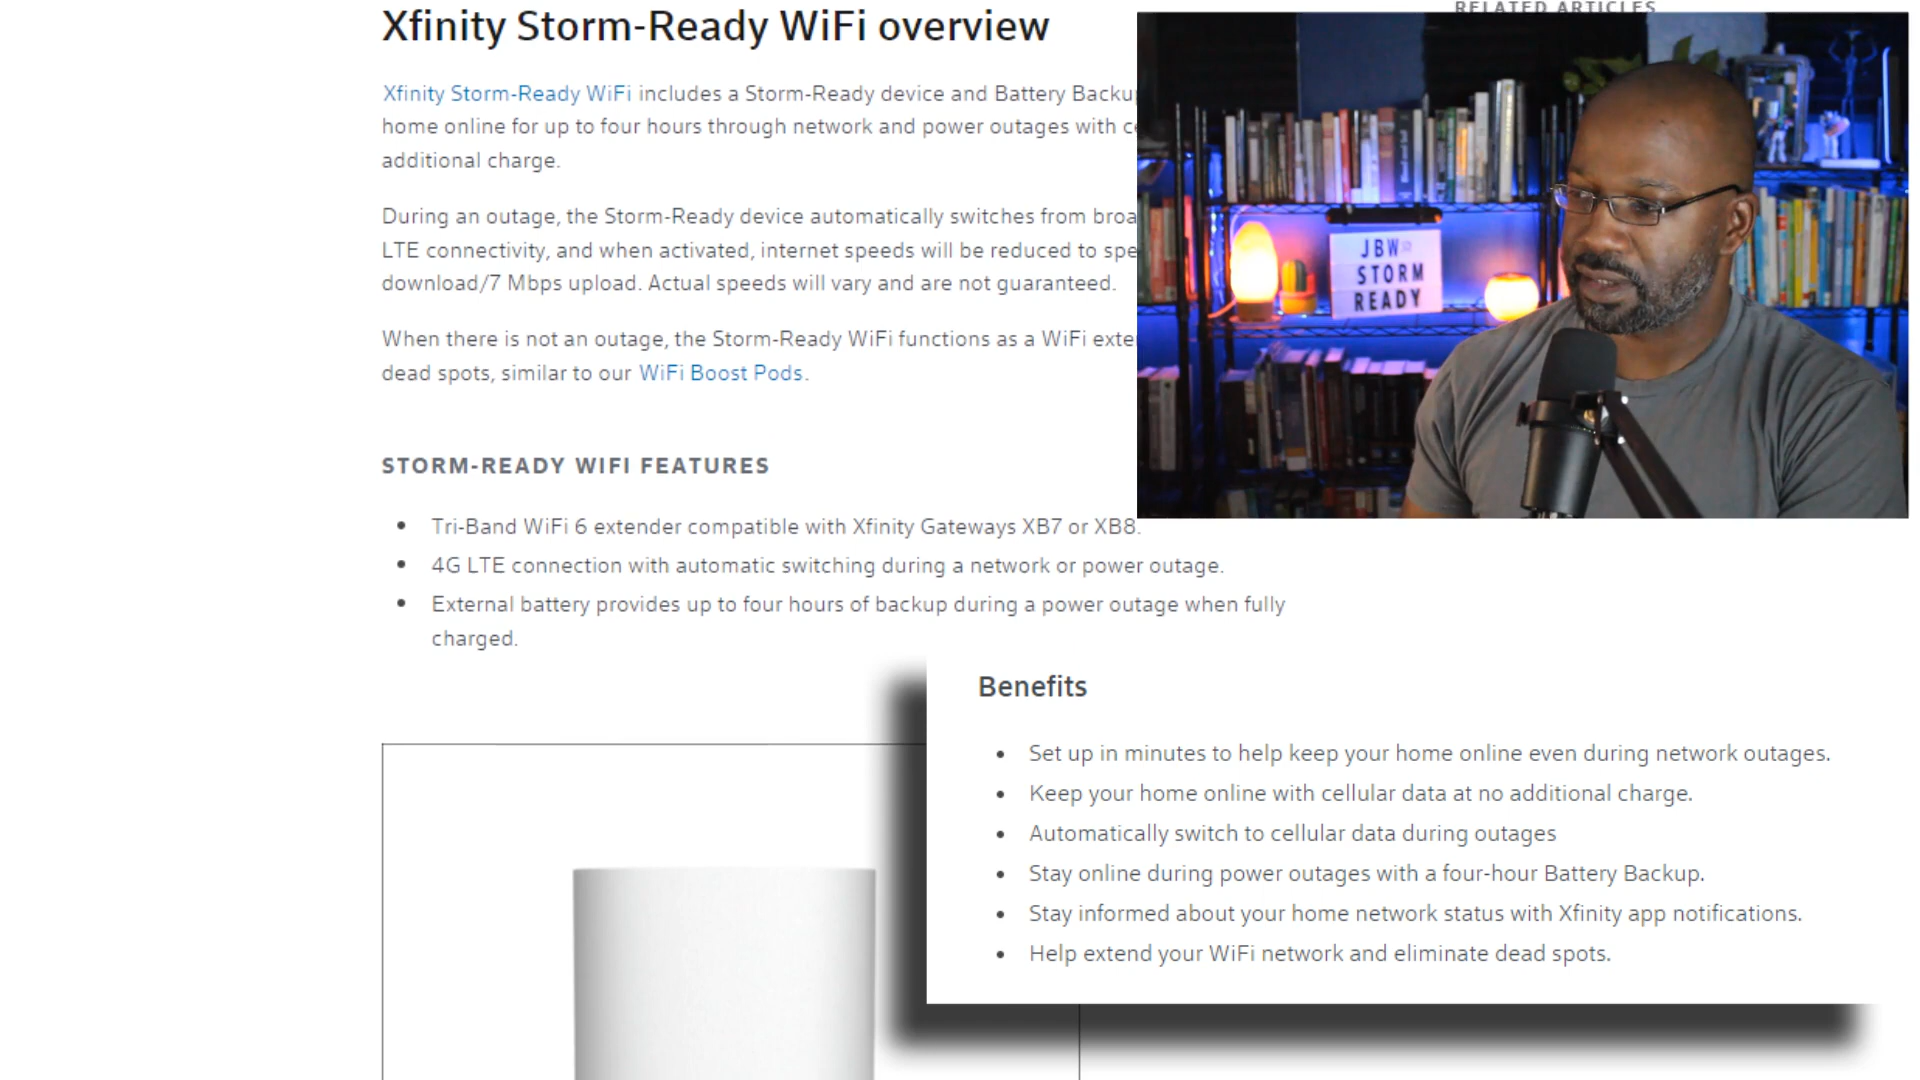 RELATED ARTICLES
Xfinity Storm-Ready WiFi overview
Xfinity Storm-Ready WiFi includes a Storm-Ready device and Battery
home online for up to four hours through network and power outages with
additional charge.
During an outage, the Storm-Ready device automatically switches from
LTE connectivity, and when activated, internet speeds will be reduced to
download/7 Mbps upload. Actual speeds will vary and are not guaranteed.
When there is not an outage, the Storm-Ready WiFi functions as a WiFi
dead spots, similar to our WiFi Boost Pods.
JBW
STORM
READY
STORM-READY WIFI FEATURES
• Tri-Band WiFi 6 extender compatible with Xfinity Gateways XB7 or XB8.
• 4G LTE connection with automatic switching during a network or power outage.
• External battery provides up to four hours of backup during a power outage when fully
charged.
Benefits
• Set up in minutes to help keep your home online even during network outages.
• Keep your home online with cellular data at no additional charge.
• Automatically switch to cellular data during outages
• Stay online during power outages with a four-hour Battery Backup.
• Stay informed about your home network status with Xfinity app notifications.
• Help extend your WiFi network and eliminate dead spots.